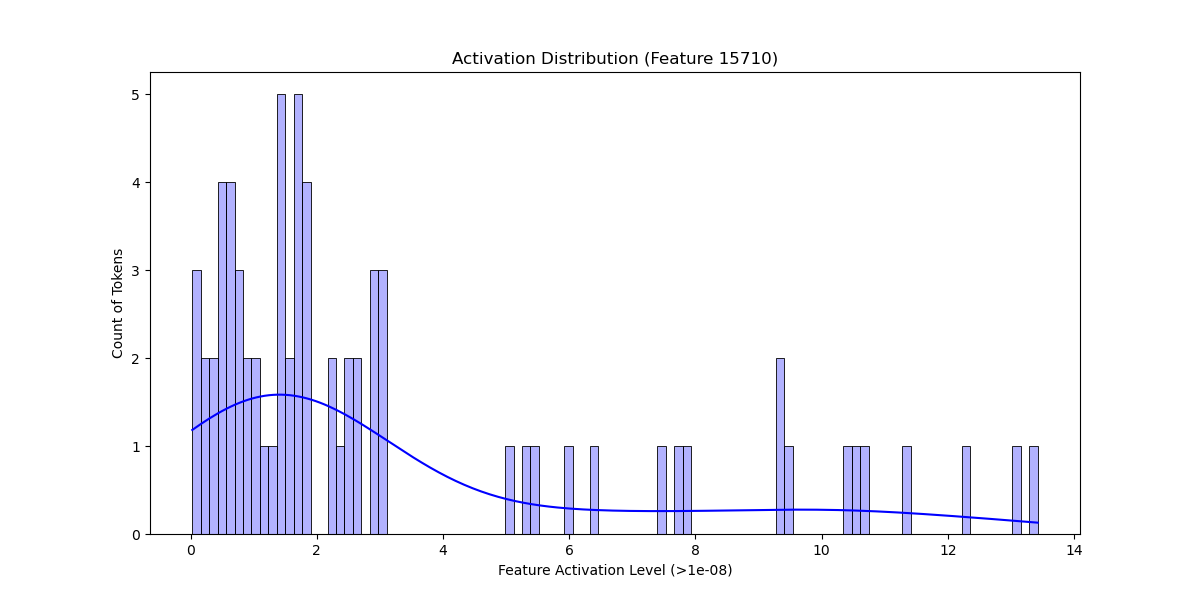 Activation Distribution (Feature 15710)
Count of Tokens
5
4
3
2
1
0
0 2 4 6 8 10 12 14
Feature Activation Level (>1e-08)